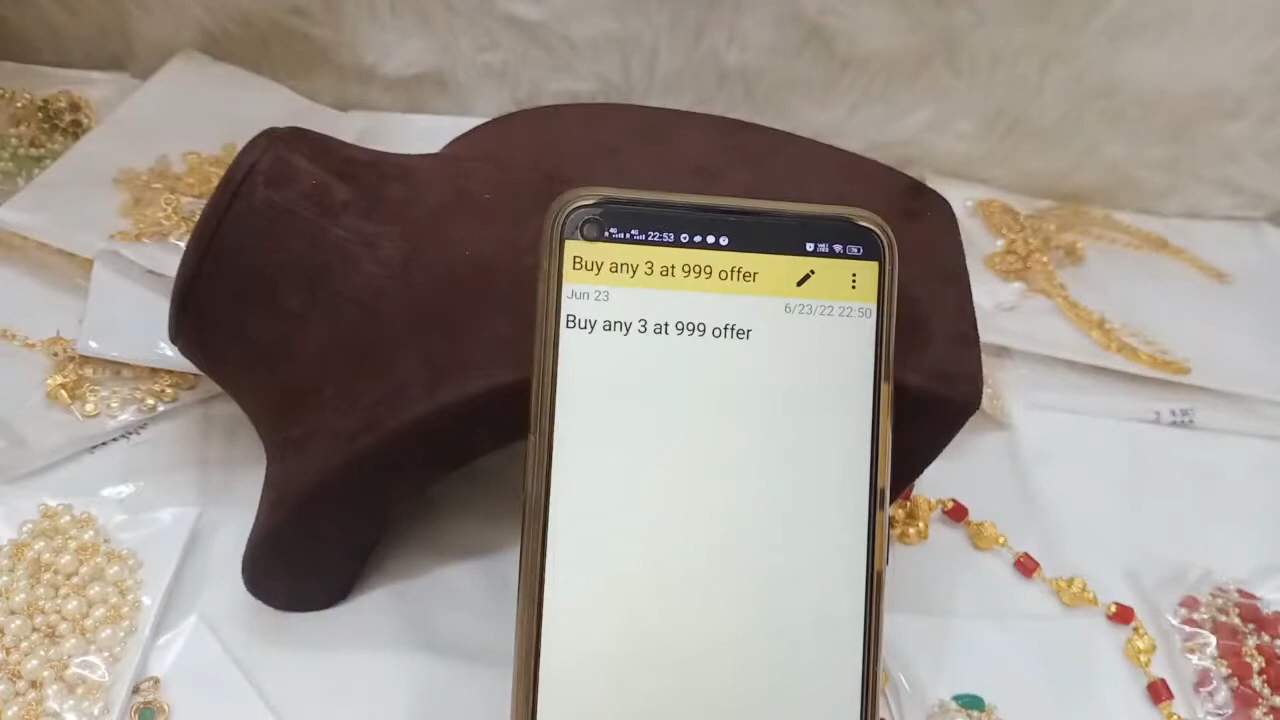 22:53
Buy any 3 at 999 offer
Jun 23
6/23/22 22:50
Buy any 3 at 999 offer